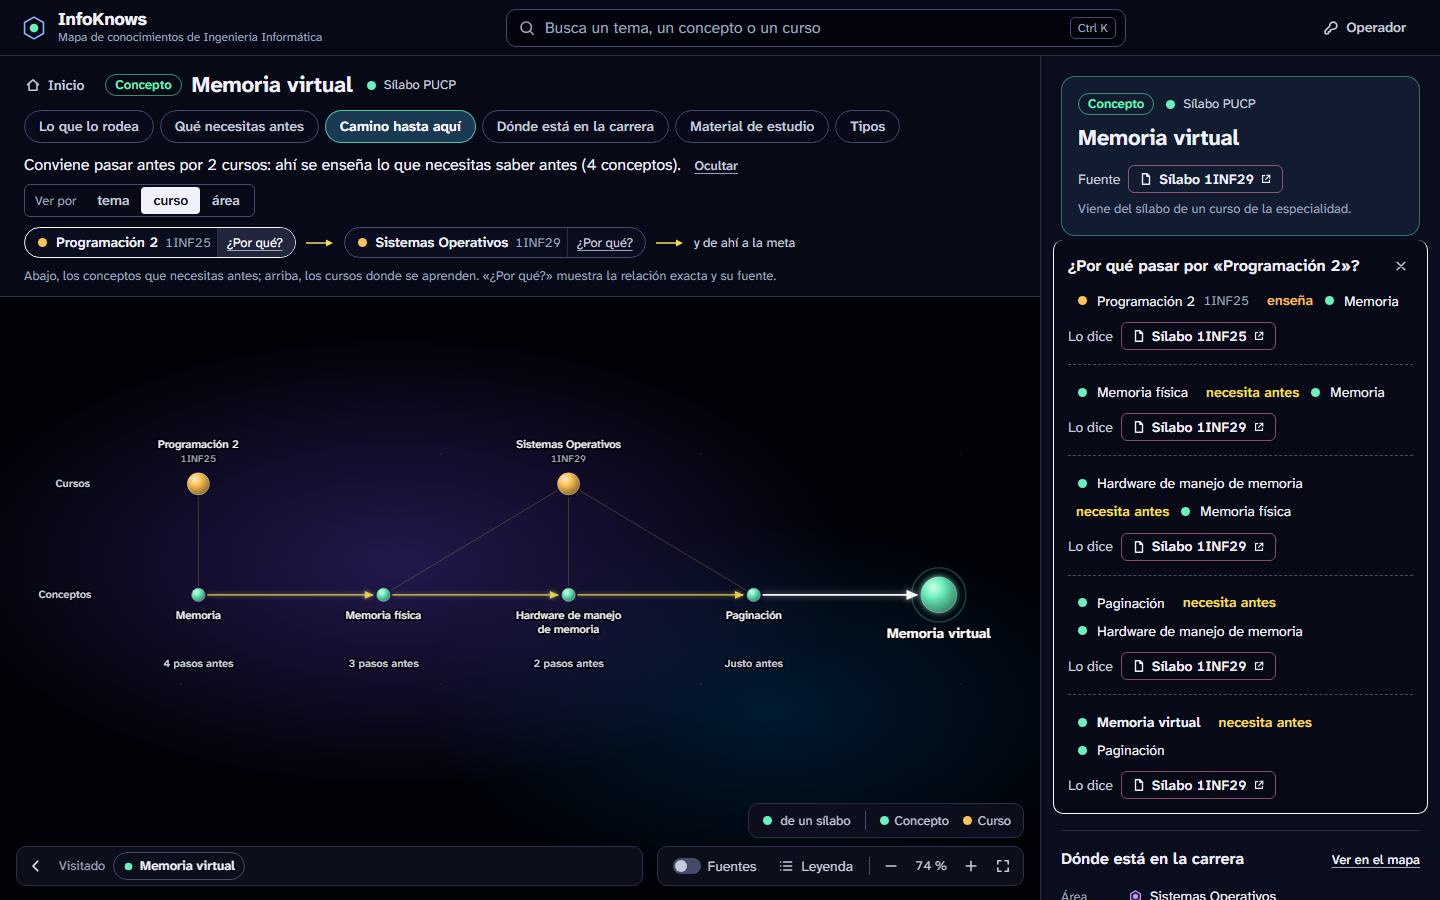 InfoKnows
Mapa de conocimientos de Ingeniería Informática
Busca un tema, un concepto o un curso
Ctrl K
Operador
Inicio
Concepto
Memoria virtual
Sílabo PUCP
Lo que lo rodea
Qué necesitas antes
Camino hasta aquí
Dónde está en la carrera
Material de estudio
Tipos
Conviene pasar antes por 2 cursos: ahí se enseña lo que necesitas saber antes (4 conceptos). Ocultar
Ver por tema curso área
Programación 2 1INF25 ¿Por qué? Sistemas Operativos 1INF29 ¿Por qué? y de ahí a la meta
Abajo, los conceptos que necesitas antes; arriba, los cursos donde se aprenden. «¿Por qué?» muestra la relación exacta y su fuente.
Programación 2
1INF25
Sistemas Operativos
1INF29
Cursos
Conceptos
Memoria
Memoria física
Hardware de manejo
de memoria
Paginación
Memoria virtual
4 pasos antes
3 pasos antes
2 pasos antes
Justo antes
de un sílabo
Concepto
Curso
Visitado
Memoria virtual
Fuentes
Leyenda
74 %
Concepto
Sílabo PUCP
Memoria virtual
Fuente Sílabo 1INF29
Viene del sílabo de un curso de la especialidad.
¿Por qué pasar por «Programación 2»?
Programación 2 1INF25 enseña Memoria
Lo dice Sílabo 1INF25
Memoria física necesita antes Memoria
Lo dice Sílabo 1INF29
Hardware de manejo de memoria
necesita antes Memoria física
Lo dice Sílabo 1INF29
Paginación necesita antes
Hardware de manejo de memoria
Lo dice Sílabo 1INF29
Memoria virtual necesita antes
Paginación
Lo dice Sílabo 1INF29
Dónde está en la carrera
Ver en el mapa
Área Sistemas Operativos